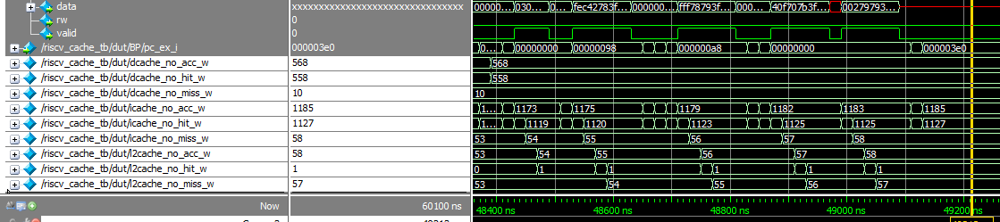 data xxxxxxxxxxxxxxxxxxxxxxxxxxxxxxxx 00000... 030... 0... fec42783f... 000000... fff78793f... 000... 40f707b3f... 00279793...
rw 0
valid 0
/riscv_cache_tb/dut/BP/pc_ex_i 000003e0 0... 00000000 00000098 000000a8 00000000 000003e0
/riscv_cache_tb/dut/dcache_no_acc_w 568 568
/riscv_cache_tb/dut/dcache_no_hit_w 558 558
/riscv_cache_tb/dut/dcache_no_miss_w 10 10
/riscv_cache_tb/dut/icache_no_acc_w 1185 1... 1173 1175 1179 1182 1183 1185
/riscv_cache_tb/dut/icache_no_hit_w 1127 1... 1119 1120 1123 1125 1125 1127
/riscv_cache_tb/dut/icache_no_miss_w 58 53 54 55 56 57 58
/riscv_cache_tb/dut/l2cache_no_acc_w 58 53 54 55 56 57 58
/riscv_cache_tb/dut/l2cache_no_hit_w 1 0 1 1 1 1 1
/riscv_cache_tb/dut/l2cache_no_miss_w 57 53 54 55 56 57
Now 60100 ns 48400 ns 48600 ns 48800 ns 49000 ns 49200 ns